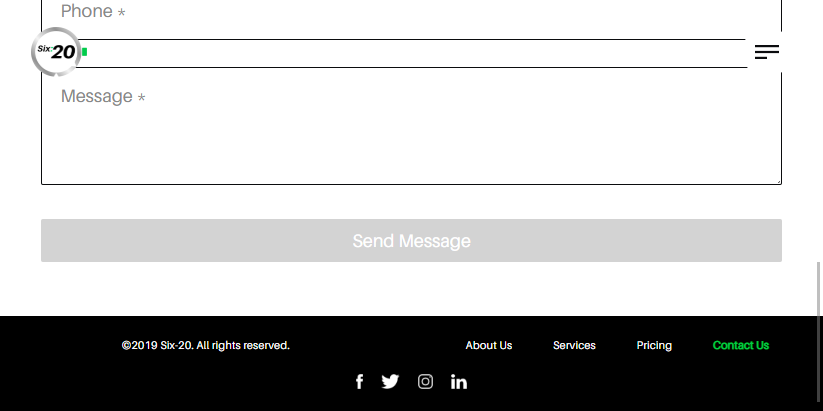 Phone *
Six-20
Message *
Send Message
©2019 Six-20. All rights reserved.
About Us
Services
Pricing
Contact Us